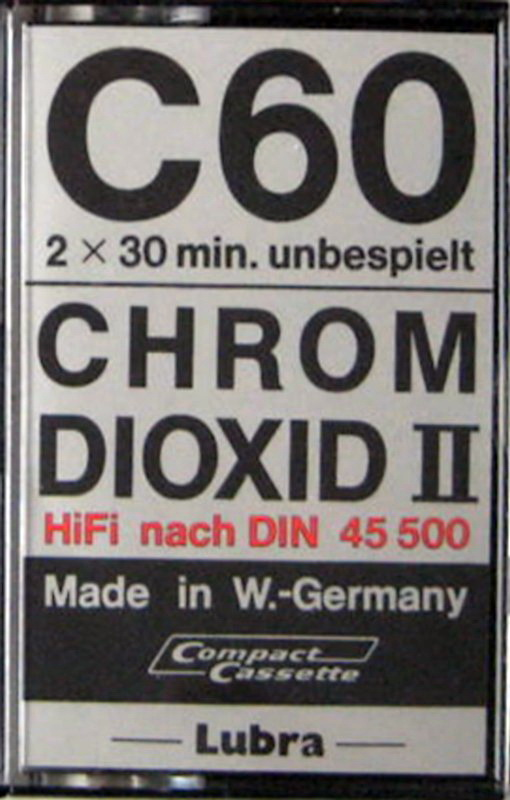 C60
2 × 30 min. unbespielt
CHROM
DIOXID II
HiFi nach DIN 45 500
Made in W.-Germany
Compact
Cassette
Lubra